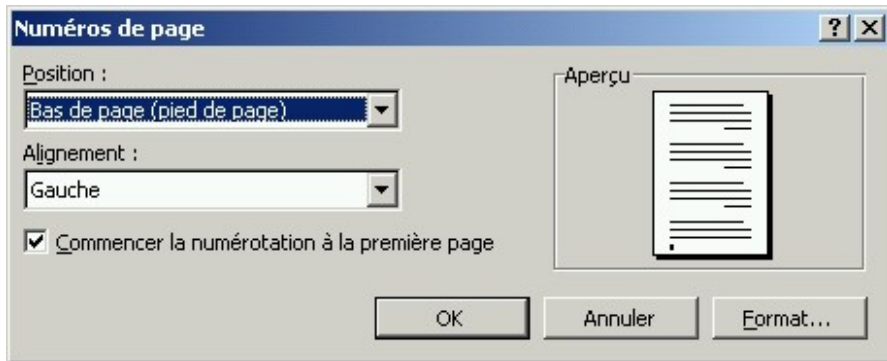 Numéros de page
Position :
Bas de page (pied de page)
Alignement :
Gauche
Commencer la numérotation à la première page
Aperçu
OK
Annuler
Format...